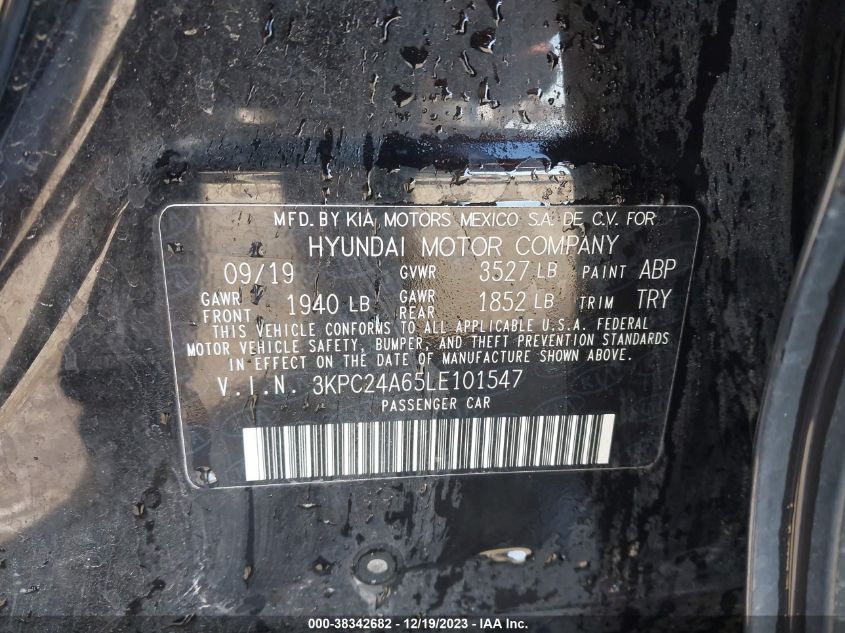 MFD. BY KIA MOTORS MEXICO S.A. DE C.V. FOR
HYUNDAI MOTOR COMPANY
09/19 GVWR 3527 LB PAINT ABP
GAWR FRONT 1940 LB GAWR REAR 1852 LB TRIM TRY
THIS VEHICLE CONFORMS TO ALL APPLICABLE U.S.A. FEDERAL
MOTOR VEHICLE SAFETY, BUMPER, AND THEFT PREVENTION STANDARDS
IN EFFECT ON THE DATE OF MANUFACTURE SHOWN ABOVE.
V.I.N. 3KPC24A65LE101547
PASSENGER CAR
000-38342682 - 12/19/2023 - IAA Inc.